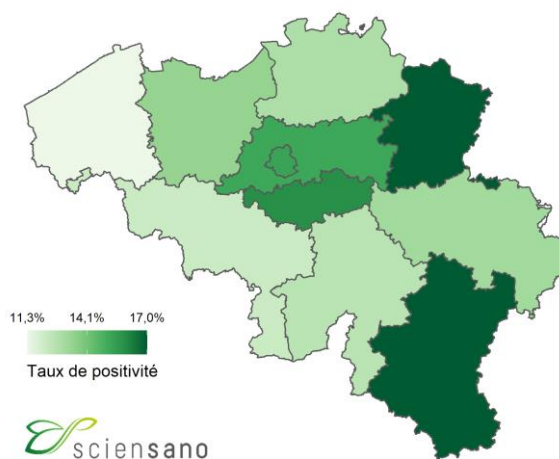 11,3% 14,1% 17,0%
Taux de positivité
sciensano